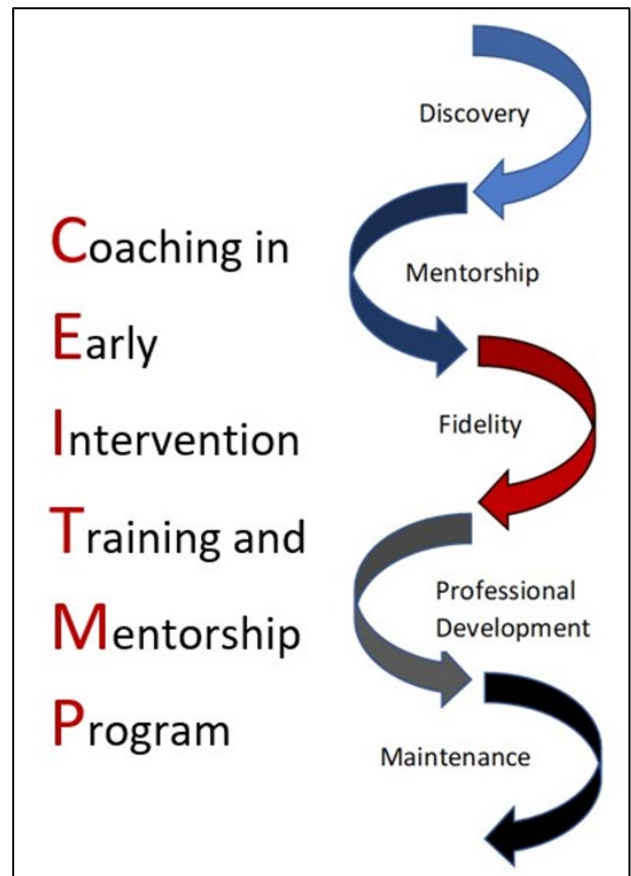 Coaching in
Early
Intervention
Training and
Mentorship
Program
Discovery
Mentorship
Fidelity
Professional
Development
Maintenance